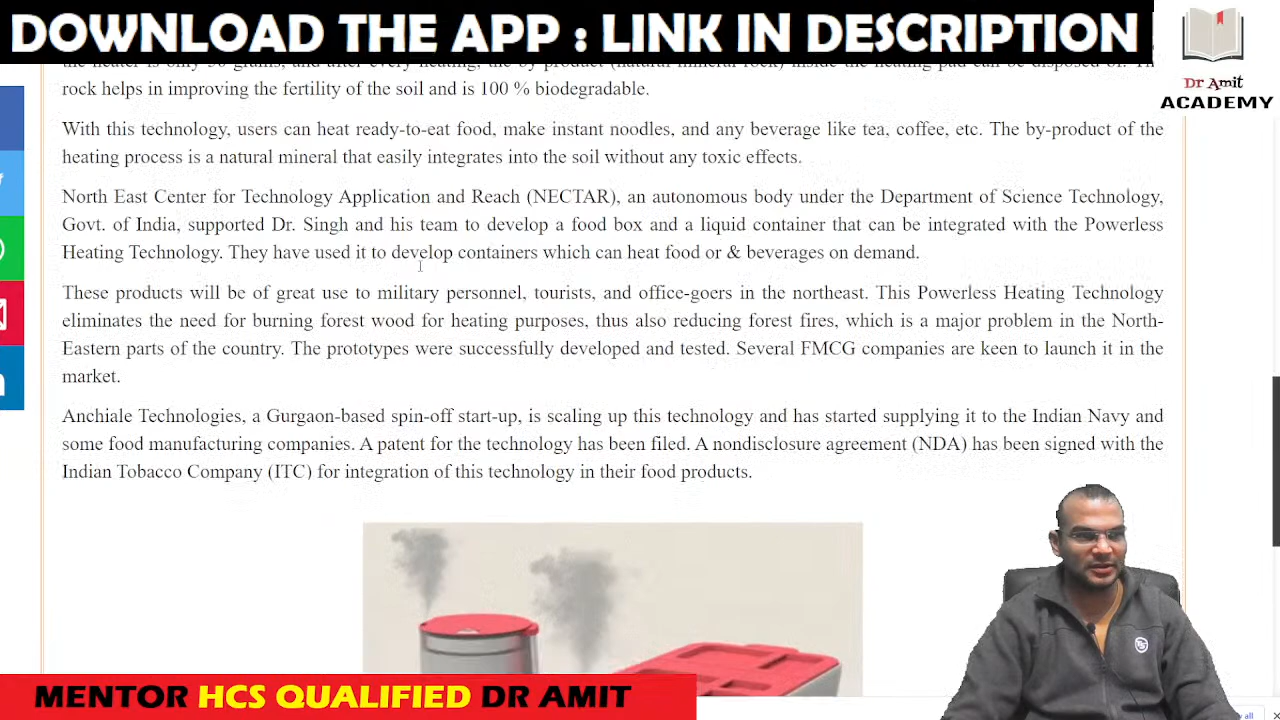 DOWNLOAD THE APP : LINK IN DESCRIPTION
Dr Amit
ACADEMY
rock helps in improving the fertility of the soil and is 100 % biodegradable.
With this technology, users can heat ready-to-eat food, make instant noodles, and any beverage like tea, coffee, etc. The by-product of the
heating process is a natural mineral that easily integrates into the soil without any toxic effects.
North East Center for Technology Application and Reach (NECTAR), an autonomous body under the Department of Science Technology,
Govt. of India, supported Dr. Singh and his team to develop a food box and a liquid container that can be integrated with the Powerless
Heating Technology. They have used it to develop containers which can heat food or & beverages on demand.
These products will be of great use to military personnel, tourists, and office-goers in the northeast. This Powerless Heating Technology
eliminates the need for burning forest wood for heating purposes, thus also reducing forest fires, which is a major problem in the North-
Eastern parts of the country. The prototypes were successfully developed and tested. Several FMCG companies are keen to launch it in the
market.
Anchiale Technologies, a Gurgaon-based spin-off start-up, is scaling up this technology and has started supplying it to the Indian Navy and
some food manufacturing companies. A patent for the technology has been filed. A nondisclosure agreement (NDA) has been signed with the
Indian Tobacco Company (ITC) for integration of this technology in their food products.
MENTOR HCS QUALIFIED DR AMIT